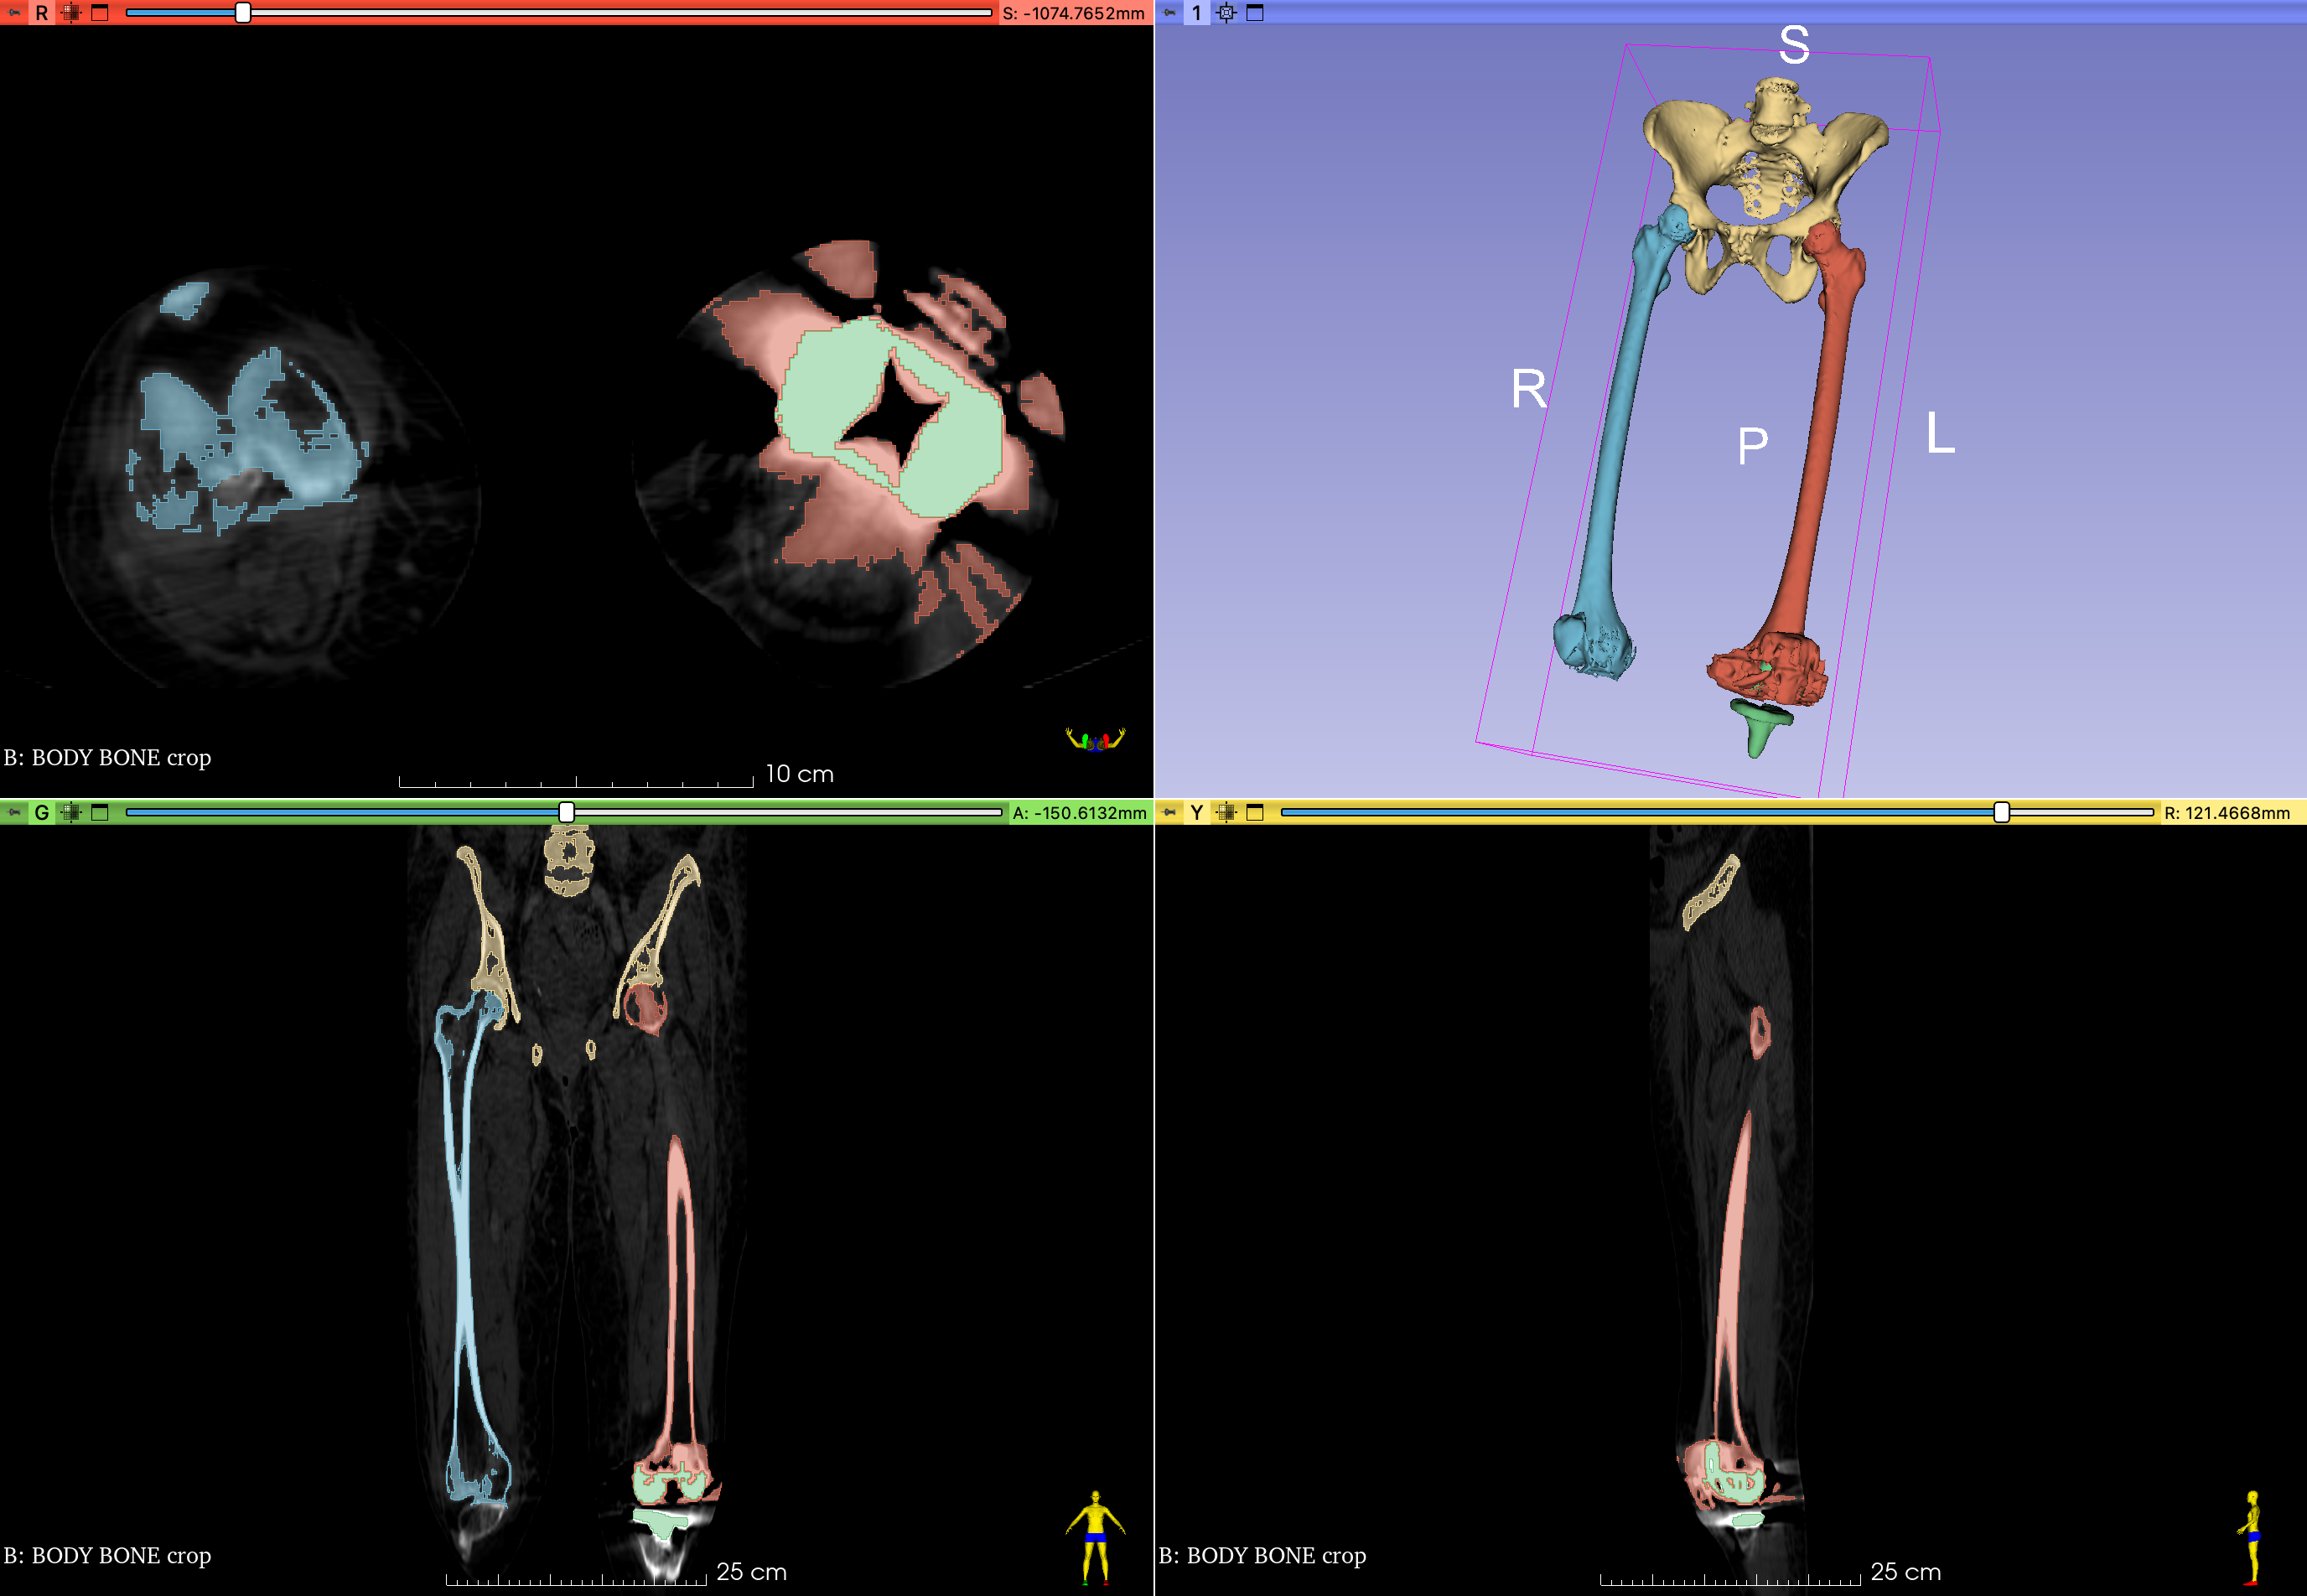 R
S: -1074.7652mm
B: BODY BONE crop
10 cm
1
S
R
P
L
G
A: -150.6132mm
B: BODY BONE crop
25 cm
Y
R: 121.4668mm
B: BODY BONE crop
25 cm